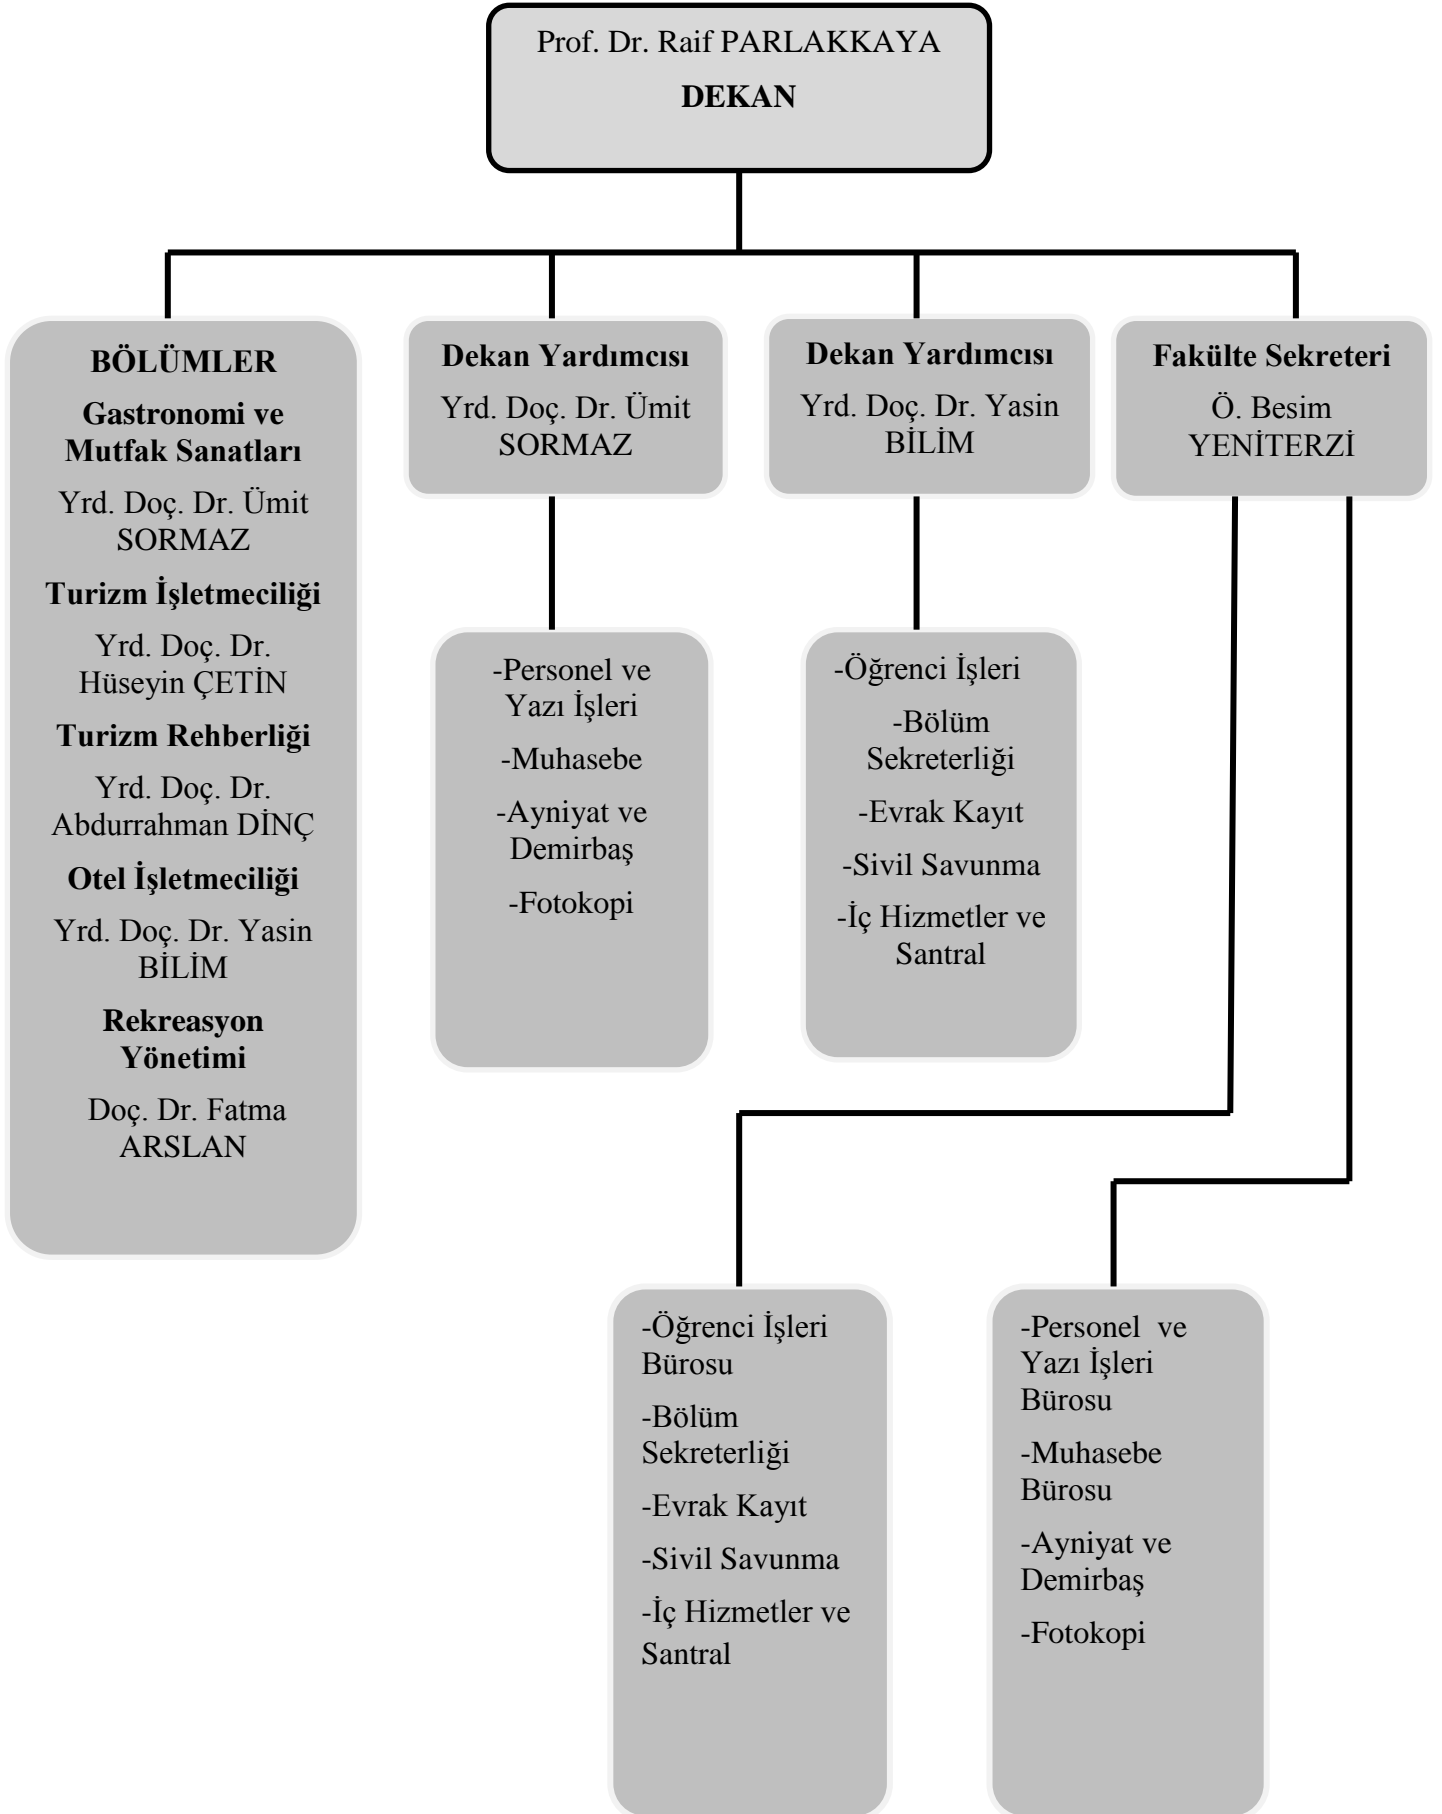 Prof. Dr. Raif PARLAKKAYA
DEKAN
BÖLÜMLER
Gastronomi ve
Mutfak Sanatları
Yrd. Doç. Dr. Ümit
SORMAZ
Turizm İşletmeciliği
Yrd. Doç. Dr.
Hüseyin ÇETİN
Turizm Rehberliği
Yrd. Doç. Dr.
Abdurrahman DİNÇ
Otel İşletmeciliği
Yrd. Doç. Dr. Yasin
BİLİM
Rekreasyon
Yönetimi
Doç. Dr. Fatma
ARSLAN
Dekan Yardımcısı
Yrd. Doç. Dr. Ümit
SORMAZ
Dekan Yardımcısı
Yrd. Doç. Dr. Yasin
BİLİM
Fakülte Sekreteri
Ö. Besim
YENİTERZİ
-Personel ve
Yazı İşleri
-Muhasebe
-Ayniyat ve
Demirbaş
-Fotokopi
-Öğrenci İşleri
-Bölüm
Sekreterliği
-Evrak Kayıt
-Sivil Savunma
-İç Hizmetler ve
Santral
-Öğrenci İşleri
Bürosu
-Bölüm
Sekreterliği
-Evrak Kayıt
-Sivil Savunma
-İç Hizmetler ve
Santral
-Personel  ve
Yazı İşleri
Bürosu
-Muhasebe
Bürosu
-Ayniyat ve
Demirbaş
-Fotokopi